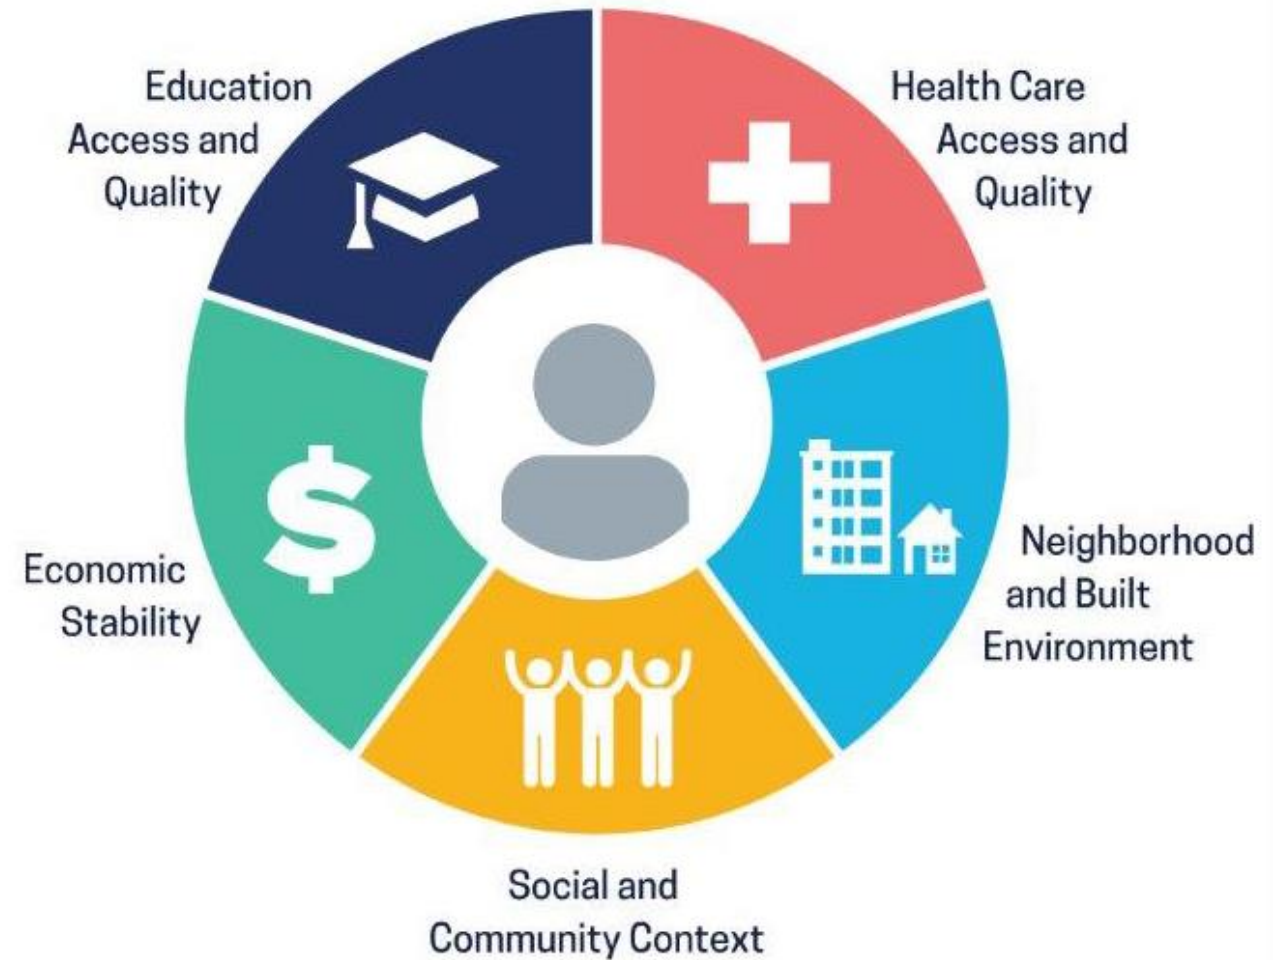 Education
Access and
Quality
Health Care
Access and
Quality
Economic
Stability
Neighborhood
and Built
Environment
Social and
Community Context